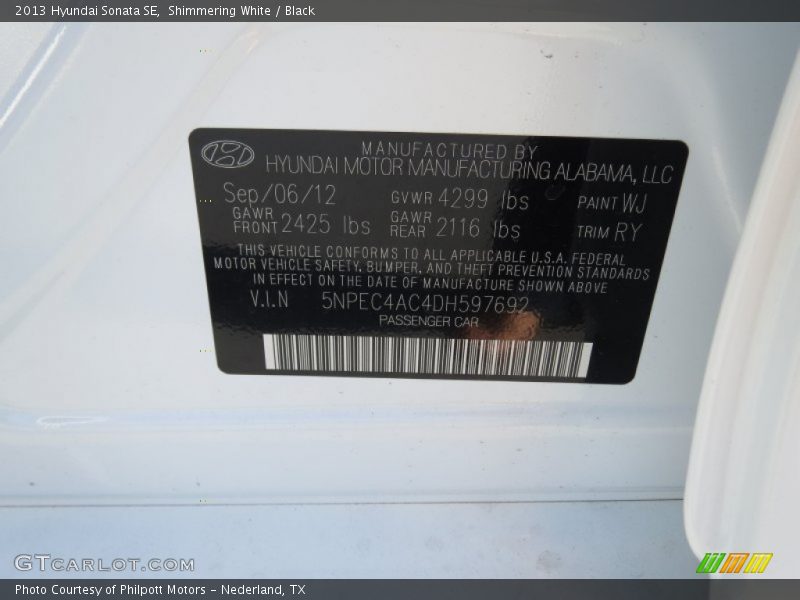 2013 Hyundai Sonata SE,  Shimmering White / Black
MANUFACTURED BY
HYUNDAI MOTOR MANUFACTURING ALABAMA, LLC
Sep/06/12 GVWR 4299 lbs PAINT WJ
GAWR FRONT 2425 lbs GAWR REAR 2116 lbs TRIM RY
THIS VEHICLE CONFORMS TO ALL APPLICABLE U.S.A. FEDERAL
MOTOR VEHICLE SAFETY, BUMPER, AND THEFT PREVENTION STANDARDS
IN EFFECT ON THE DATE OF MANUFACTURE SHOWN ABOVE
V.I.N 5NPEC4AC4DH597692
PASSENGER CAR
GTCARLOT.COM
Photo Courtesy of Philpott Motors - Nederland, TX